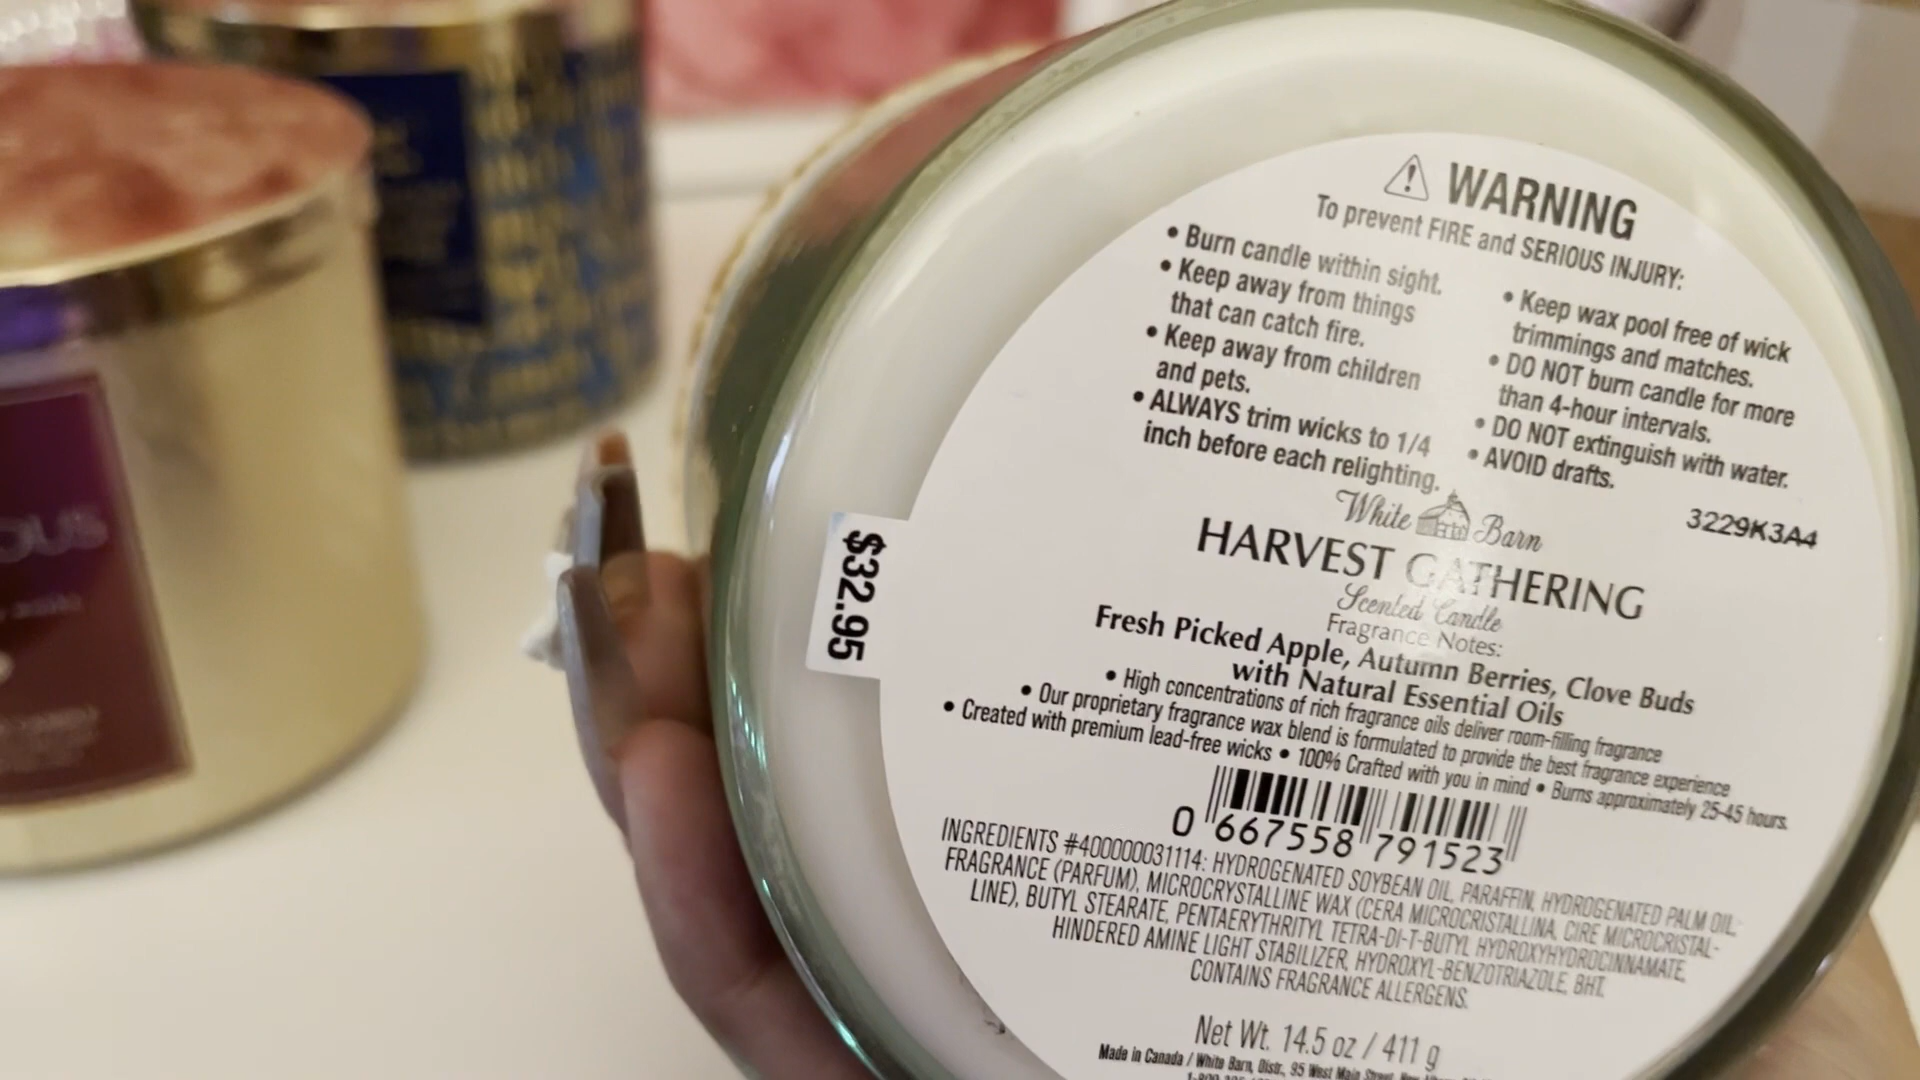 WARNING
To prevent FIRE and SERIOUS INJURY:
• Burn candle within sight.
• Keep away from things
that can catch fire.
• Keep away from children
and pets.
• ALWAYS trim wicks to 1/4
inch before each relighting.
• Keep wax pool free of wick
trimmings and matches.
• DO NOT burn candle for more
than 4-hour intervals.
• DO NOT extinguish with water.
• AVOID drafts.
3229K3A4
White Barn
HARVEST GATHERING
Scented Candle
Fragrance Notes:
Fresh Picked Apple, Autumn Berries, Clove Buds
with Natural Essential Oils
• High concentrations of rich fragrance oils deliver room-filling fragrance
• Our proprietary fragrance wax blend is formulated to provide the best fragrance experience
• Created with premium lead-free wicks • 100% Crafted with you in mind • Burns approximately 25-45 hours.
0 667558 791523
INGREDIENTS #400000031114: HYDROGENATED SOYBEAN OIL, PARAFFIN, HYDROGENATED PALM OIL,
FRAGRANCE (PARFUM), MICROCRYSTALLINE WAX (CERA MICROCRISTALLINA, CIRE MICROCRISTAL-
LINE), BUTYL STEARATE, PENTAERYTHRITYL TETRA-DI-T-BUTYL HYDROXYHYDROCINNAMATE,
HINDERED AMINE LIGHT STABILIZER, HYDROXYL-BENZOTRIAZOLE, BHT.
CONTAINS FRAGRANCE ALLERGENS.
Net Wt. 14.5 oz / 411 g
Made in Canada / White Barn, Distr., 95 West Main Street,
$32.95
OUS